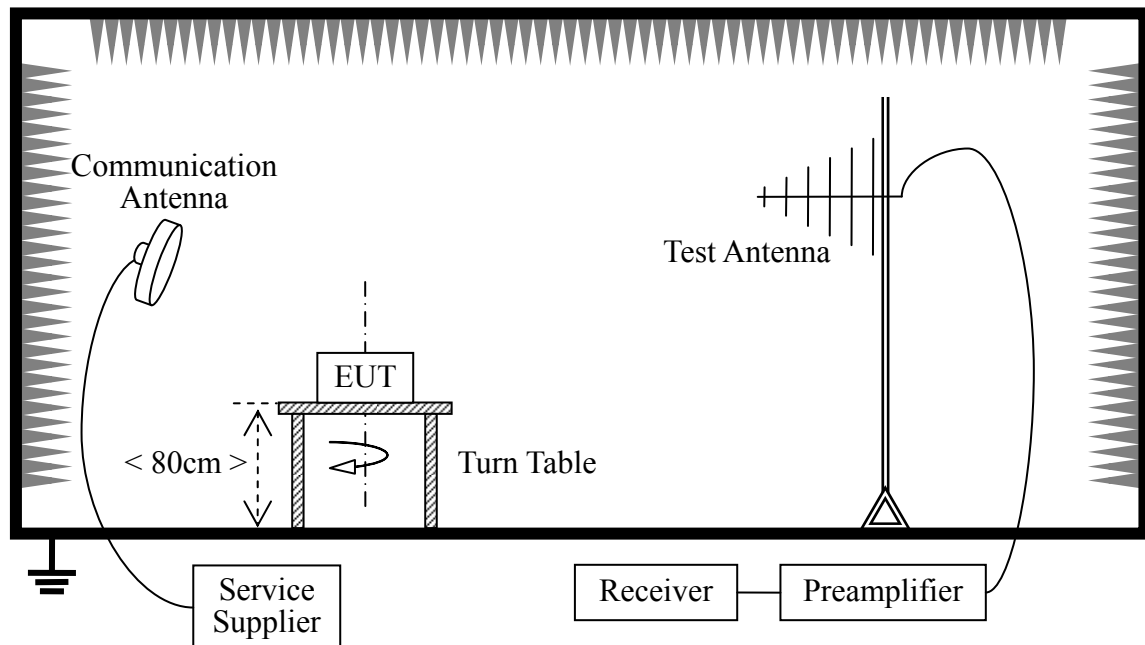 Communication
Antenna
Test Antenna
EUT
< 80cm >
Turn Table
Service
Supplier
Receiver
Preamplifier